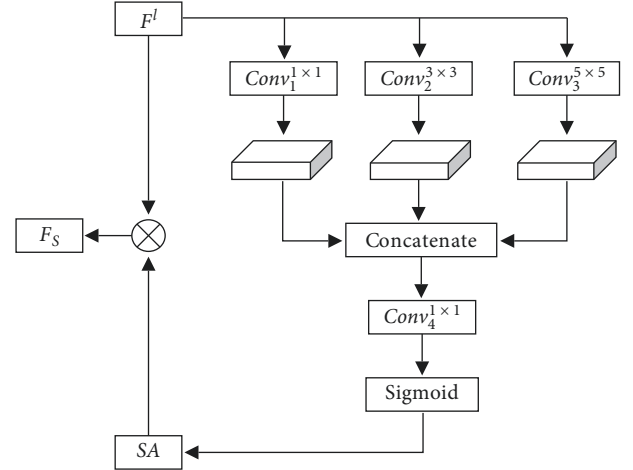 F^l
Conv_1^{1 × 1}
Conv_2^{3 × 3}
Conv_3^{5 × 5}
F_S
Concatenate
Conv_4^{1 × 1}
Sigmoid
SA